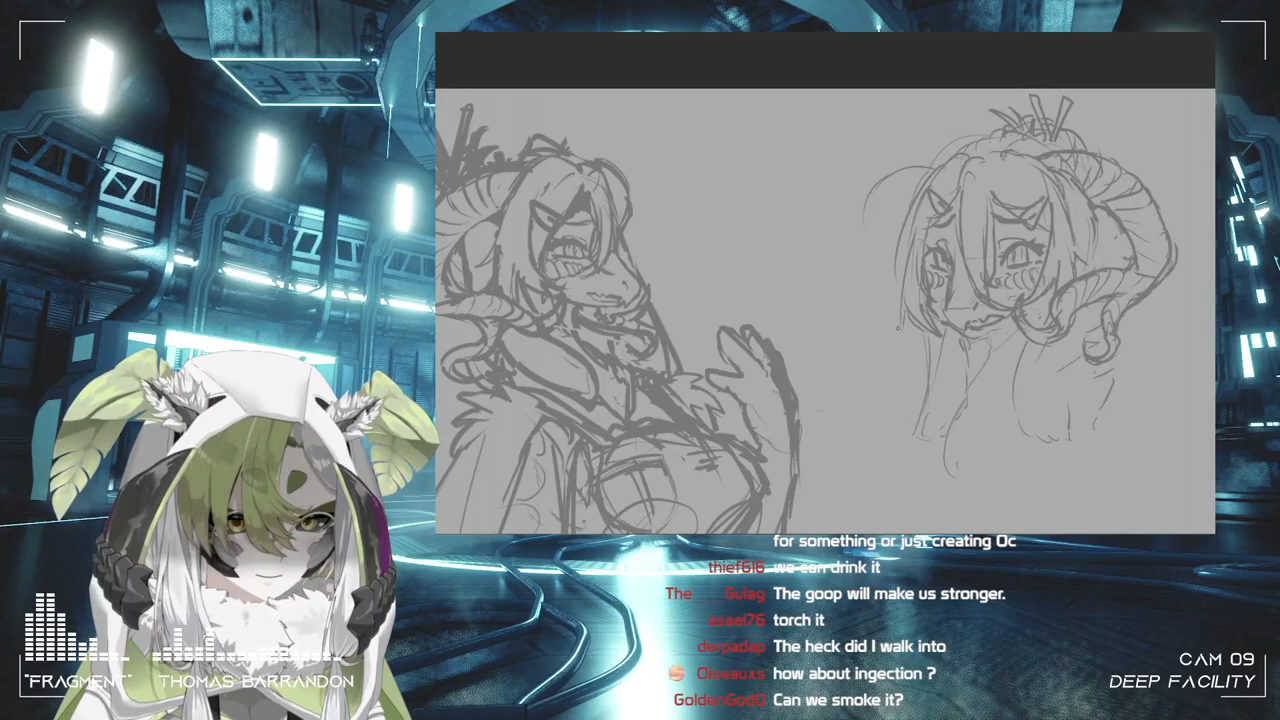 for something or just creating Oc
thief616 we can drink it
The Gulag The goop will make us stronger.
asael76 torch it
derpadap The heck did I walk into
Oiseauxs how about ingection ?
GoldenGodO Can we smoke it?
"FRAGMENT" THOMAS BARRANDON
CAM 09
DEEP FACILITY